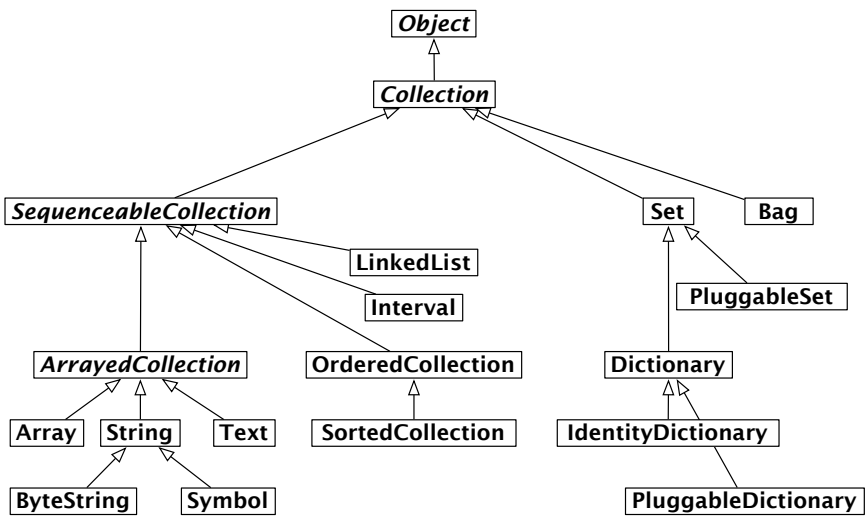 Object
Collection
SequenceableCollection
Set
Bag
LinkedList
PluggableSet
Interval
ArrayedCollection
OrderedCollection
Dictionary
Array
String
Text
SortedCollection
IdentityDictionary
ByteString
Symbol
PluggableDictionary